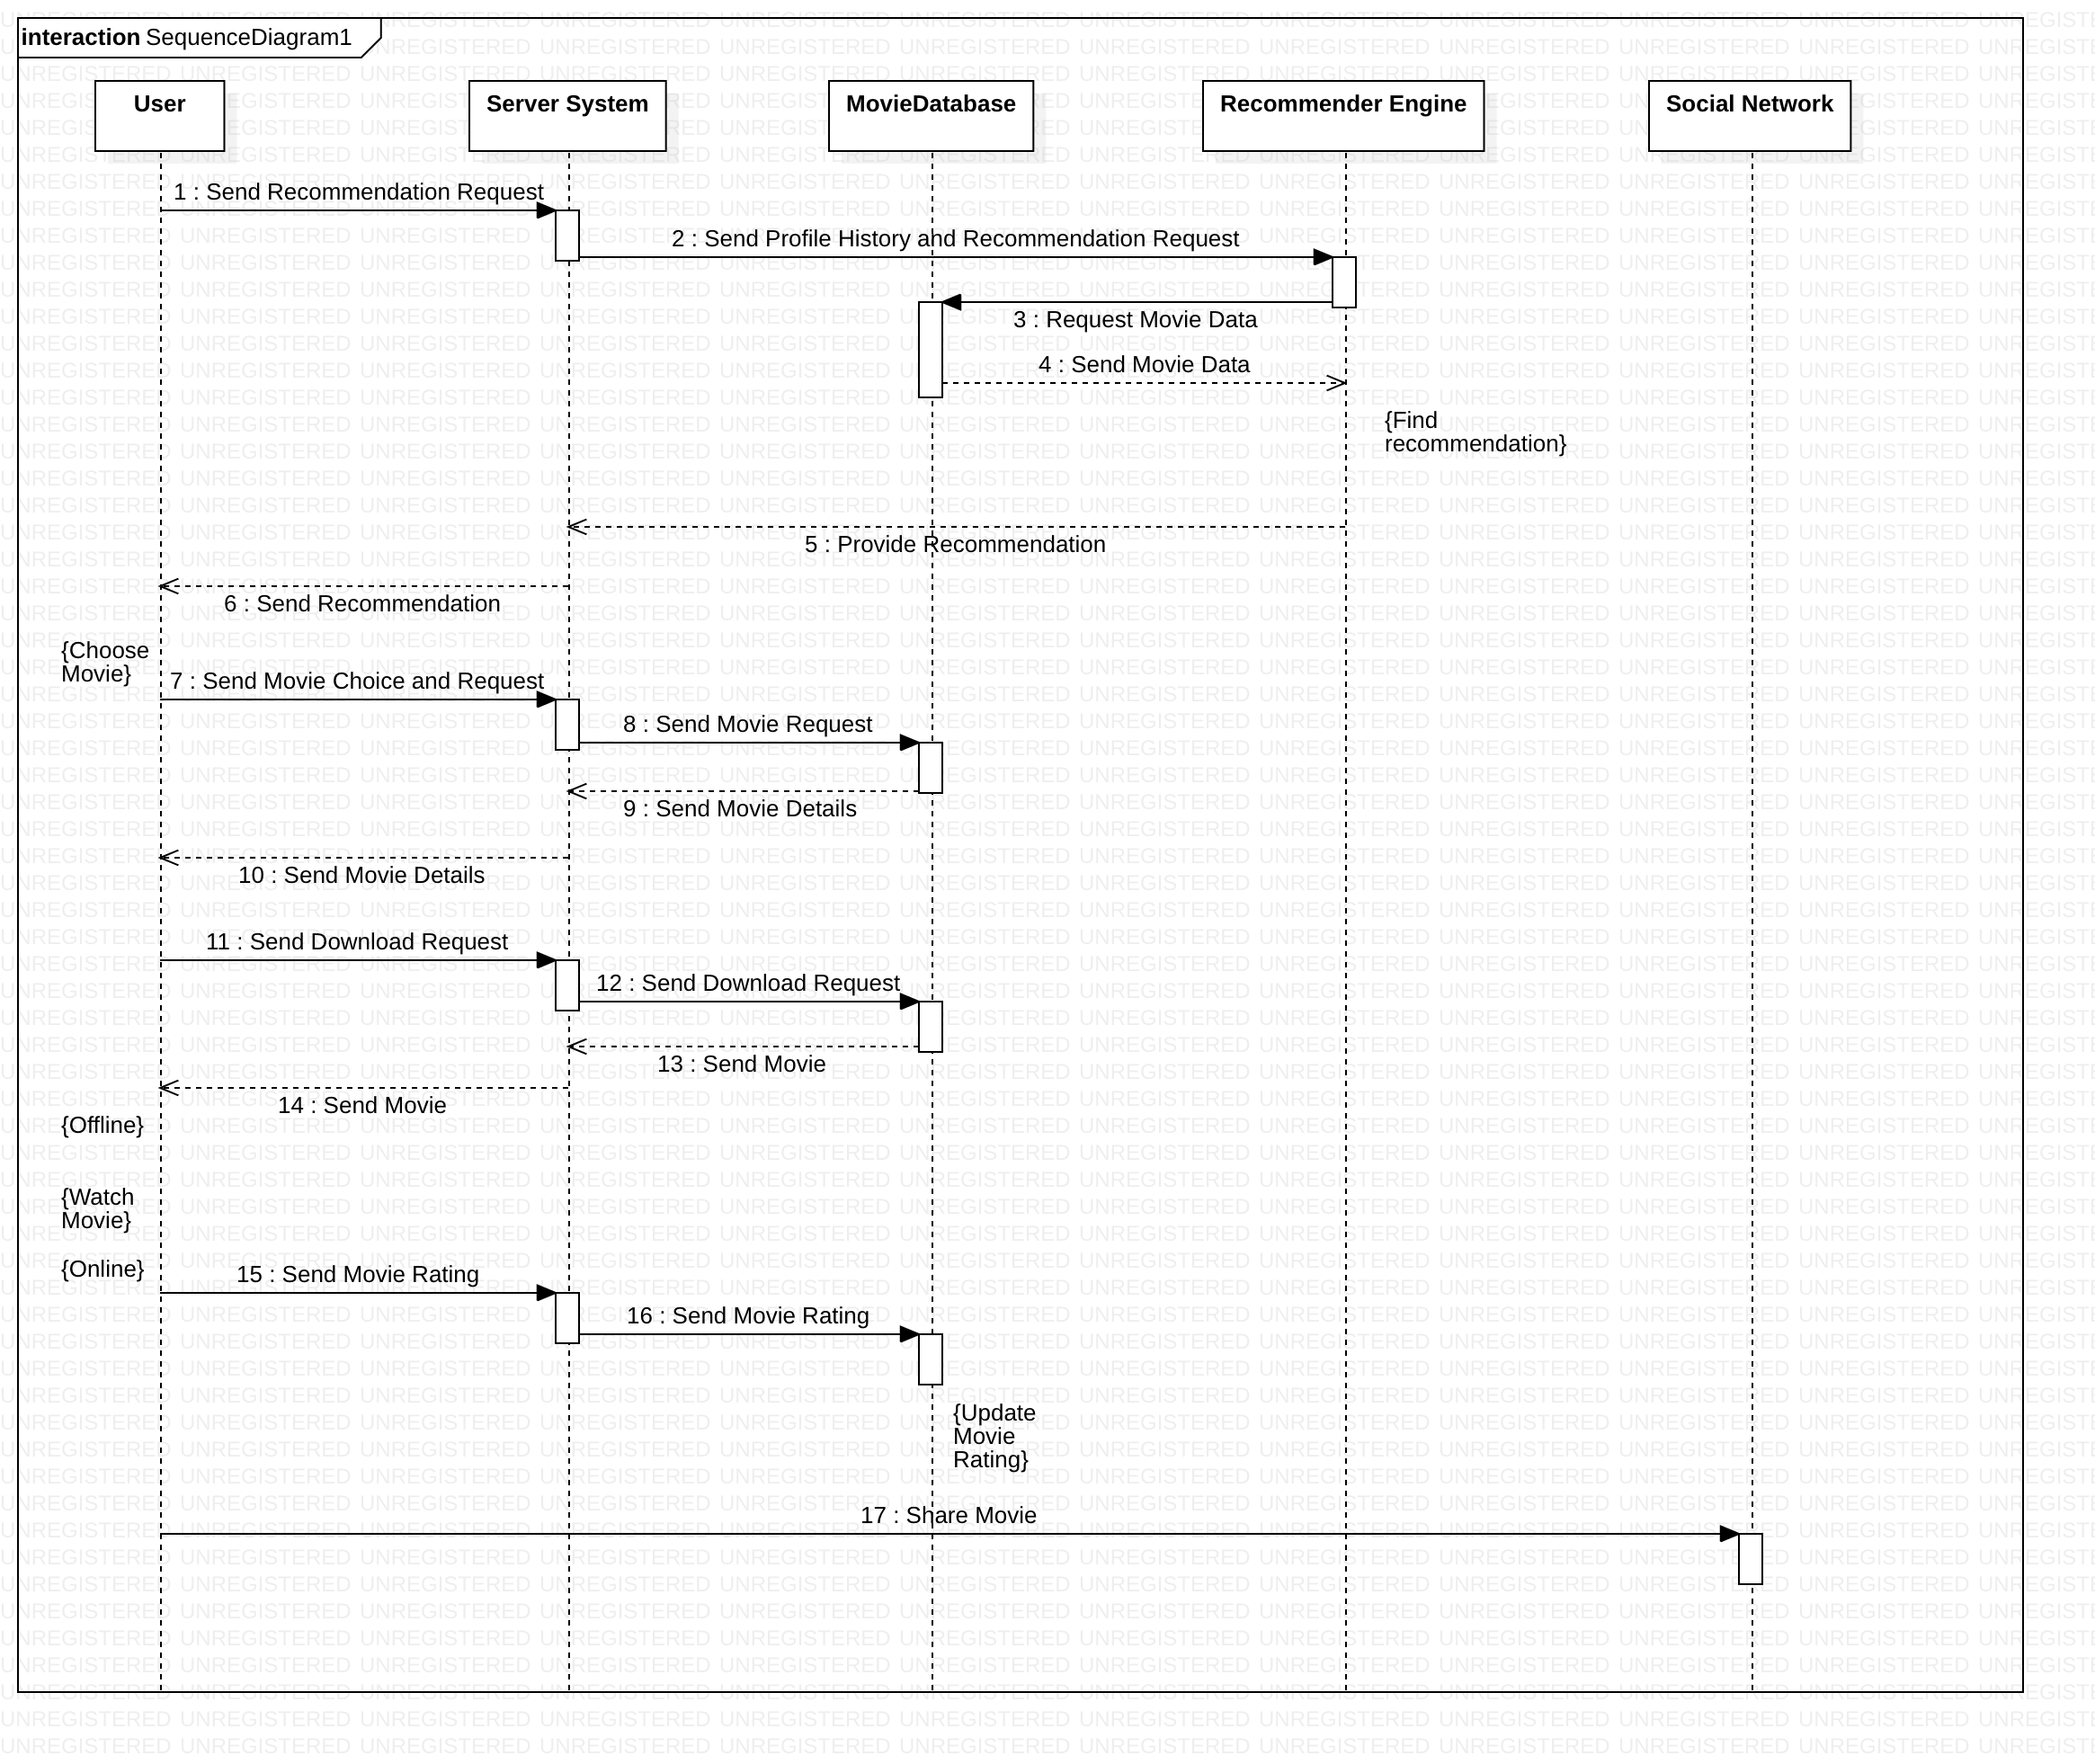 interaction SequenceDiagram1
User
Server System
MovieDatabase
Recommender Engine
Social Network
1 : Send Recommendation Request
2 : Send Profile History and Recommendation Request
3 : Request Movie Data
4 : Send Movie Data
{Find
recommendation}
5 : Provide Recommendation
6 : Send Recommendation
{Choose
Movie}
7 : Send Movie Choice and Request
8 : Send Movie Request
9 : Send Movie Details
10 : Send Movie Details
11 : Send Download Request
12 : Send Download Request
13 : Send Movie
14 : Send Movie
{Offline}
{Watch
Movie}
{Online}
15 : Send Movie Rating
16 : Send Movie Rating
{Update
Movie
Rating}
17 : Share Movie
UNREGISTERED